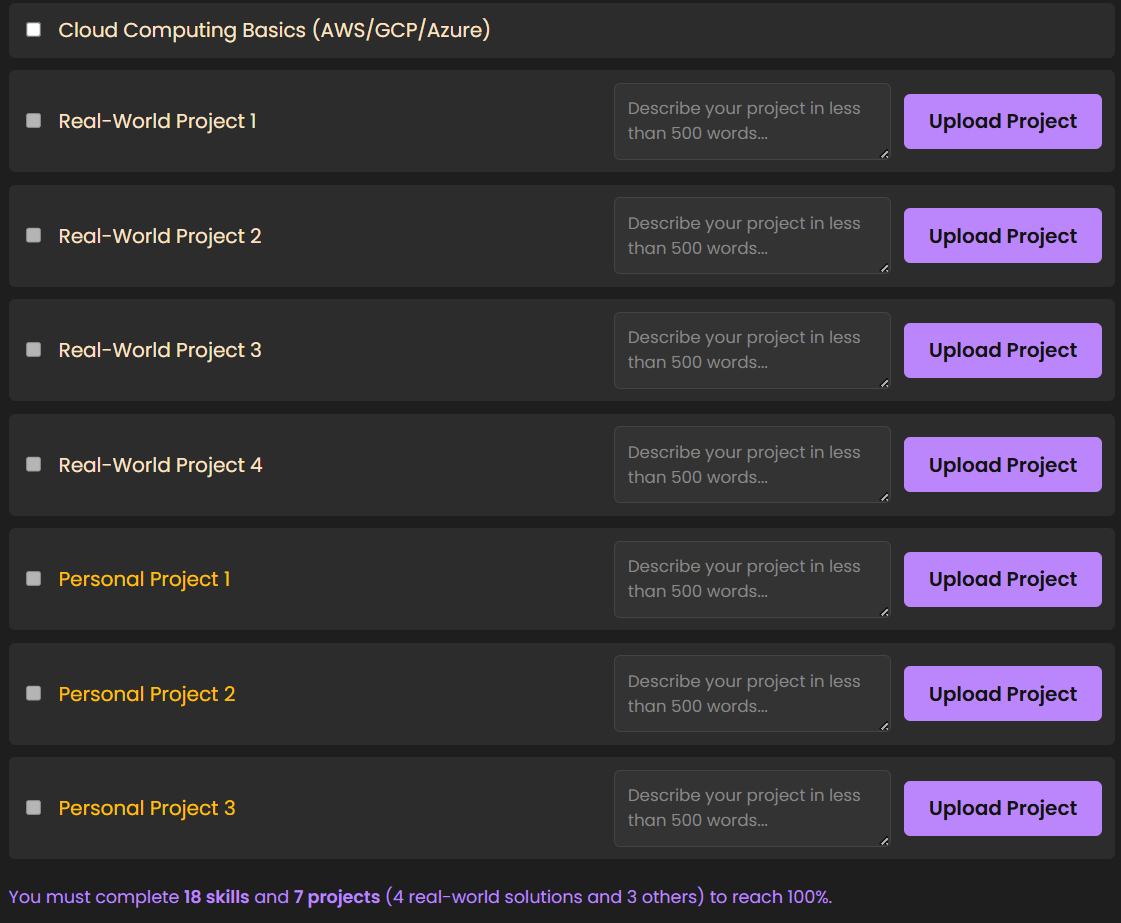 Cloud Computing Basics (AWS/GCP/Azure)
Real-World Project 1
Describe your project in less
than 500 words...
Upload Project
Real-World Project 2
Describe your project in less
than 500 words...
Upload Project
Real-World Project 3
Describe your project in less
than 500 words...
Upload Project
Real-World Project 4
Describe your project in less
than 500 words...
Upload Project
Personal Project 1
Describe your project in less
than 500 words...
Upload Project
Personal Project 2
Describe your project in less
than 500 words...
Upload Project
Personal Project 3
Describe your project in less
than 500 words...
Upload Project
You must complete 18 skills and 7 projects (4 real-world solutions and 3 others) to reach 100%.